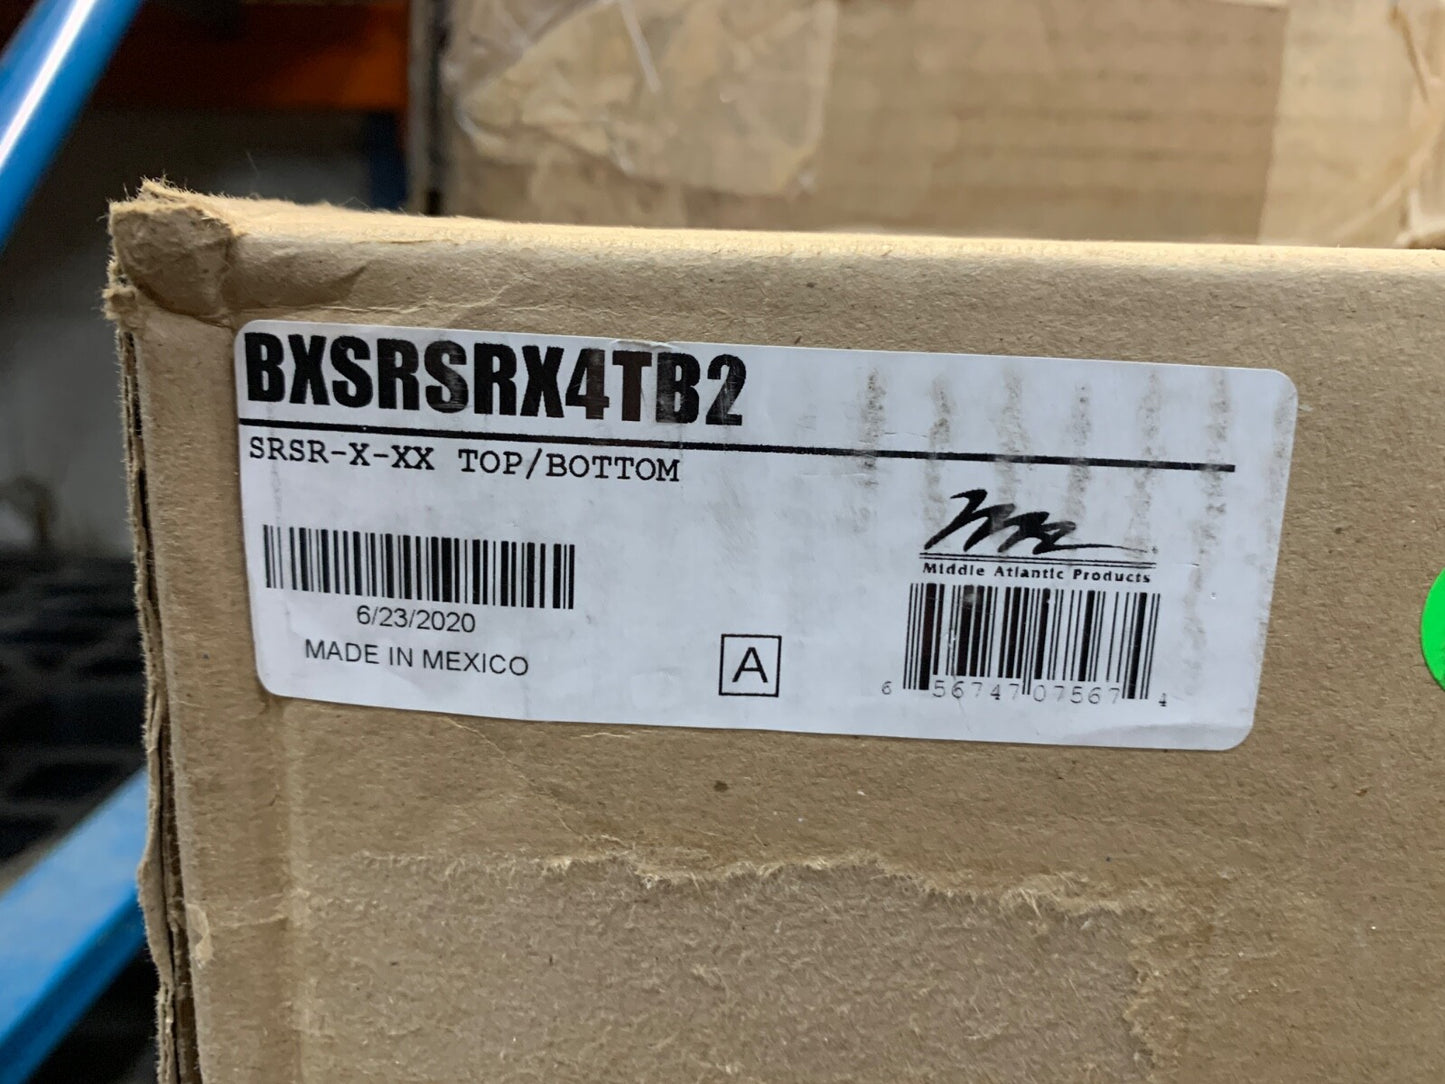 BXSRSRX4TB2
SRSR-X-XX TOP/BOTTOM
Middle Atlantic Products
6/23/2020
MADE IN MEXICO
A
6 56747 07567 4